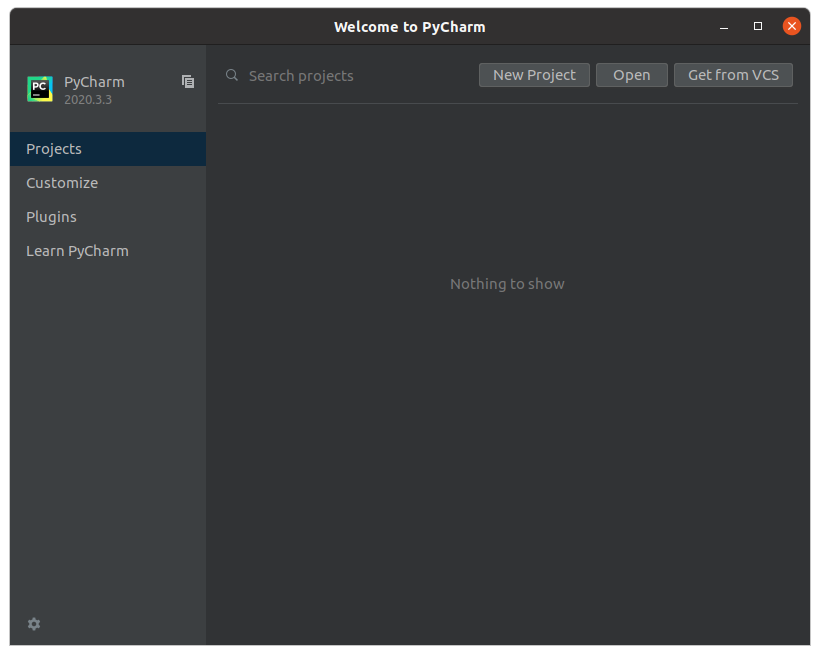 Welcome to PyCharm
PC
PyCharm
2020.3.3
Search projects
New Project
Open
Get from VCS
Projects
Customize
Plugins
Learn PyCharm
Nothing to show